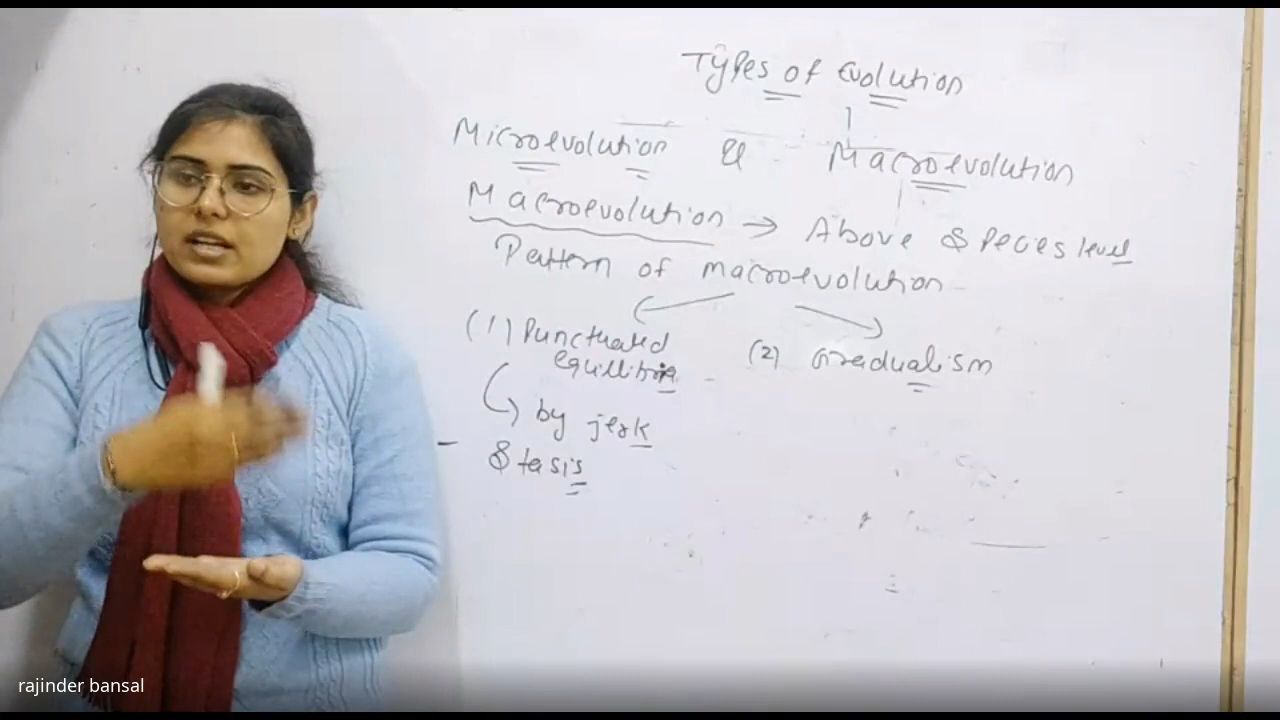 Types of Evolution
Microevolution & Macroevolution
Macroevolution → Above Species level
Pattern of macroevolution
(1) Punctuated equillibria
(2) Gradualism
by jerk
Stasis
rajinder bansal